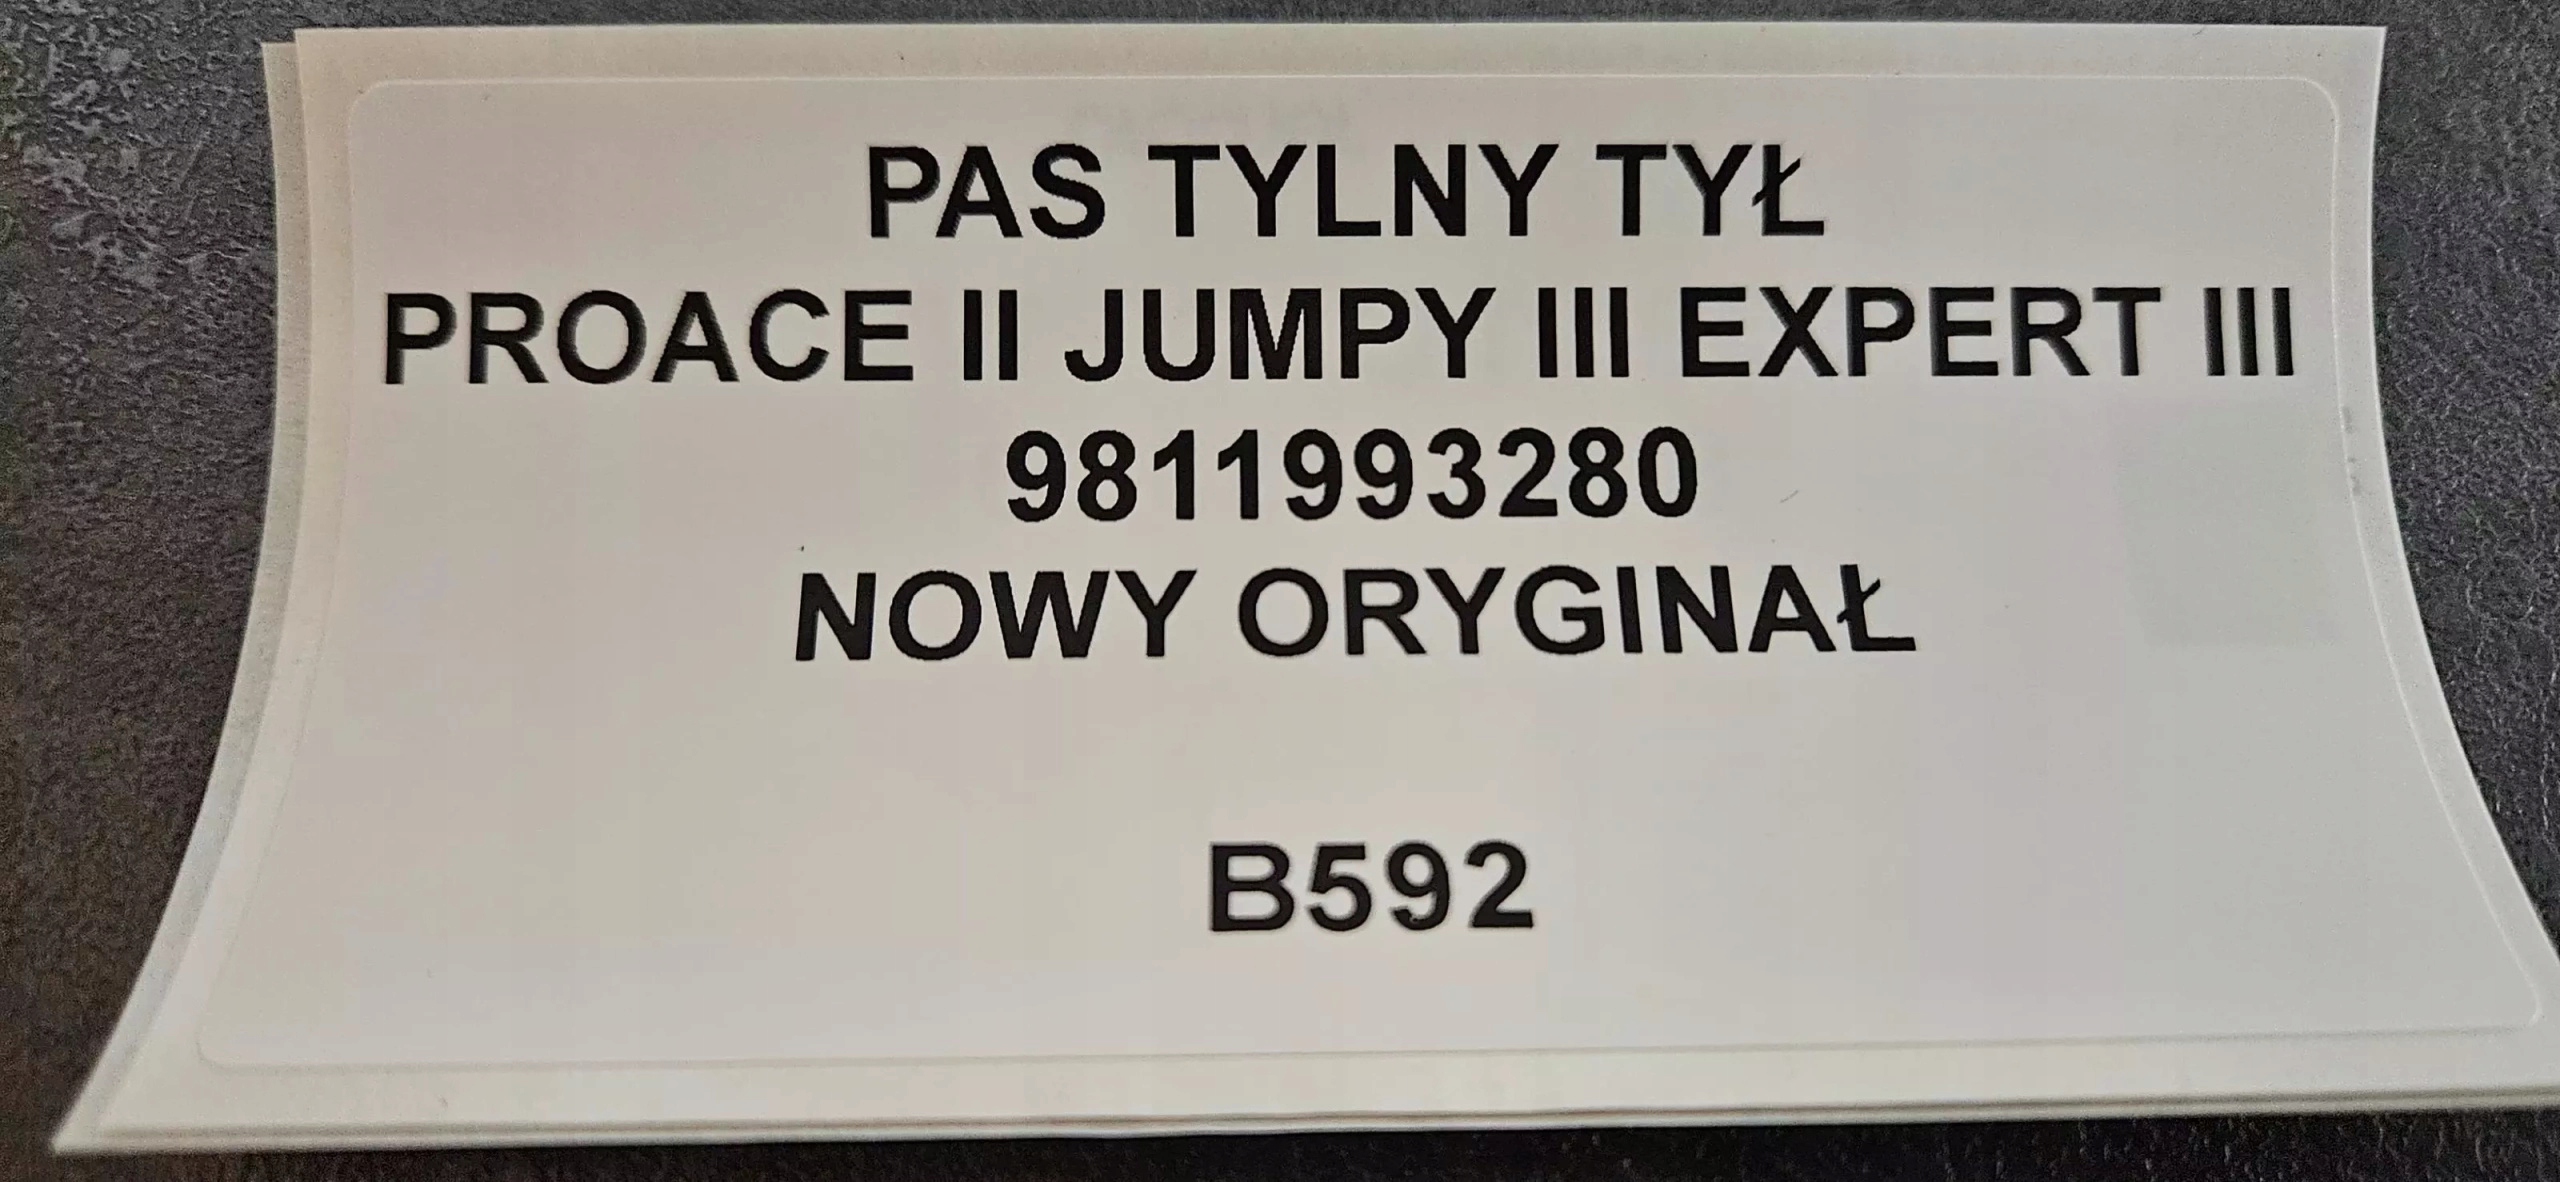 PAS TYLNY TYŁ
PROACE II JUMPY III EXPERT III
9811993280
NOWY ORYGINAŁ
B592